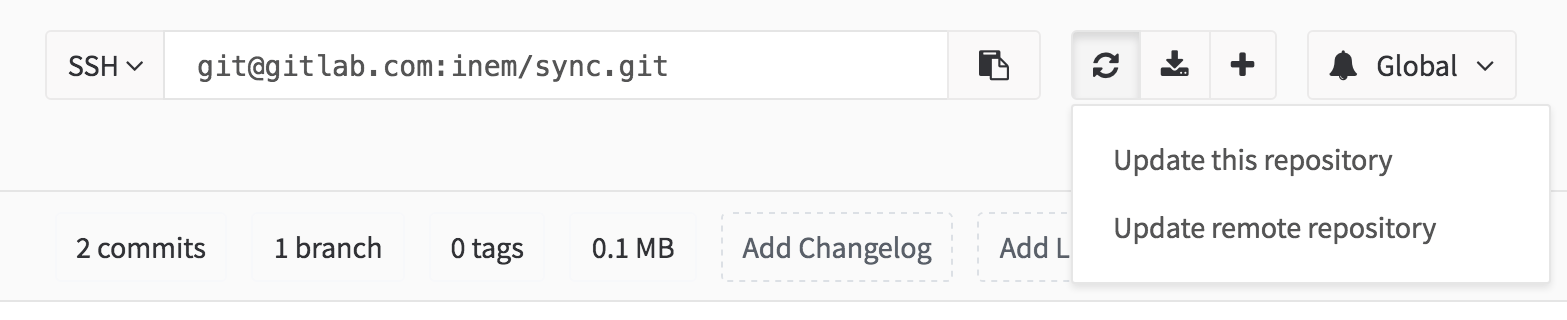 SSH git@gitlab.com:inem/sync.git Global
Update this repository
Update remote repository
2 commits 1 branch 0 tags 0.1 MB Add Changelog Add L